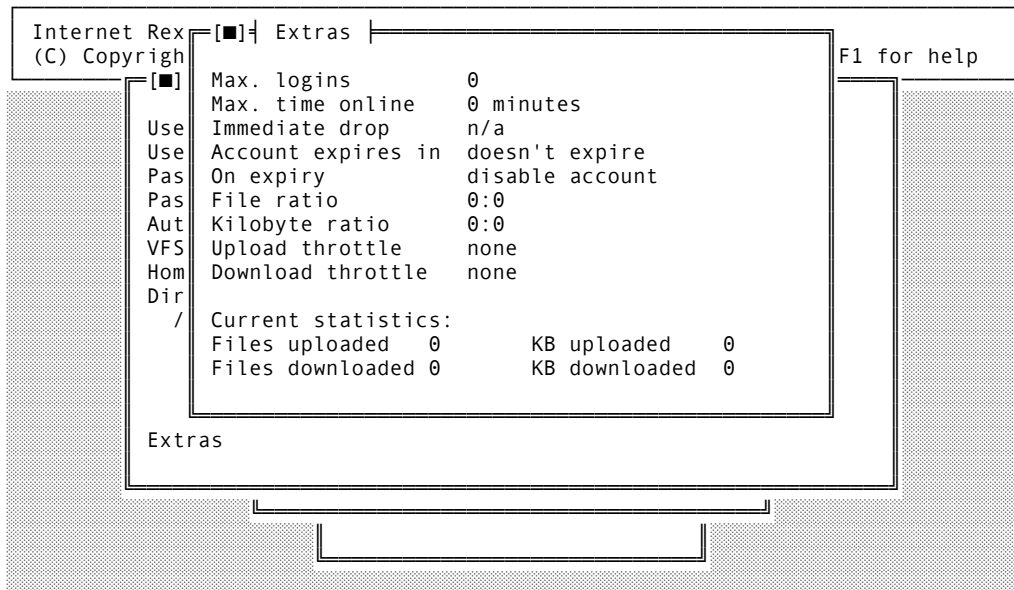 Internet Rex [■] Extras
(C) Copyrigh F1 for help
[■] Max. logins 0
Max. time online 0 minutes
Use Immediate drop n/a
Use Account expires in doesn't expire
Pas On expiry disable account
Pas File ratio 0:0
Aut Kilobyte ratio 0:0
VFS Upload throttle none
Hom Download throttle none
Dir
/ Current statistics:
Files uploaded 0 KB uploaded 0
Files downloaded 0 KB downloaded 0
Extras